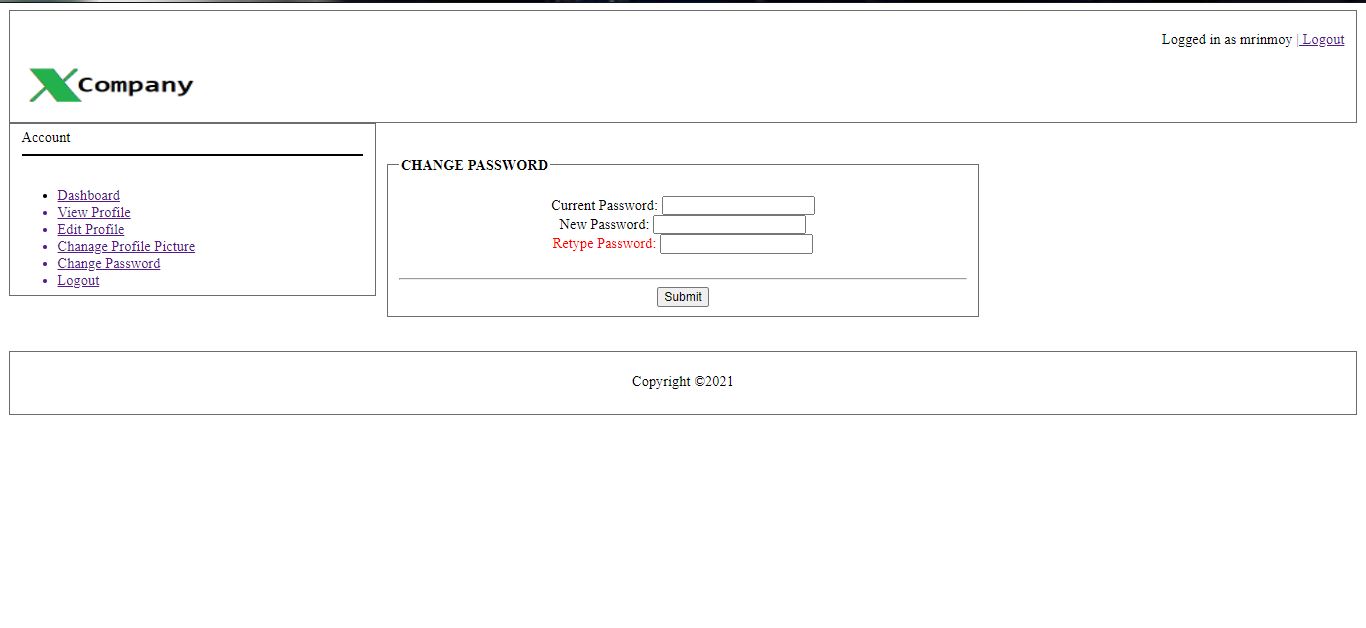 Logged in as mrinmoy | Logout
XCompany
Account
Dashboard
View Profile
Edit Profile
Chanage Profile Picture
Change Password
Logout
CHANGE PASSWORD
Current Password:
New Password:
Retype Password:
Submit
Copyright ©2021